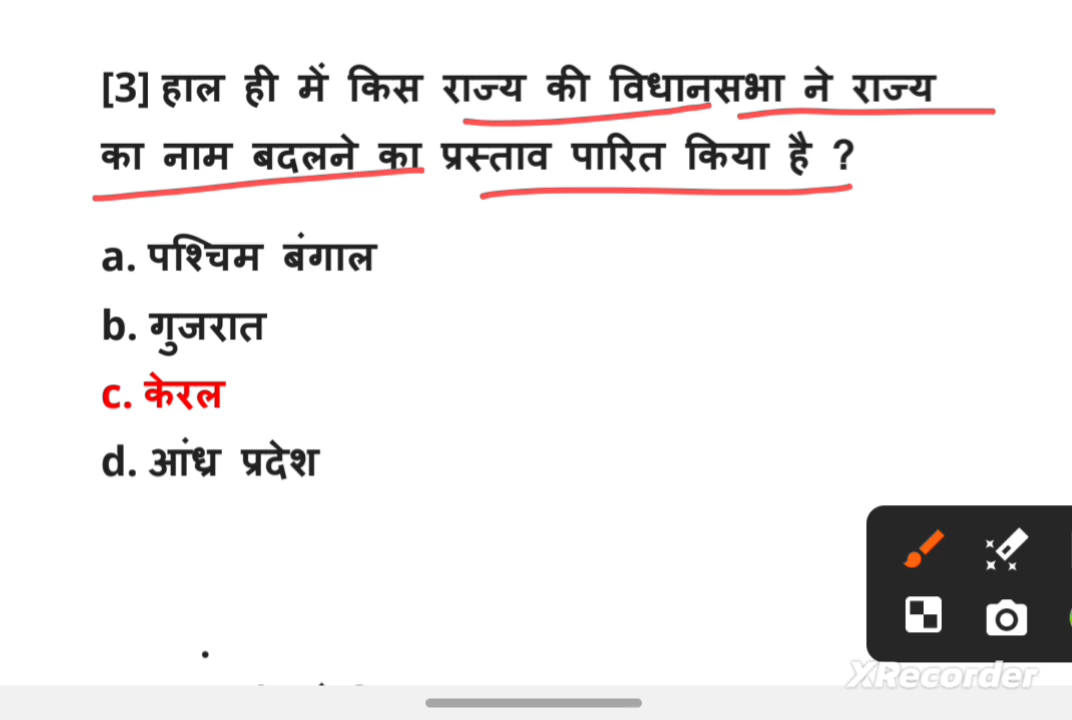 [3] हाल ही में किस राज्य की विधानसभा ने राज्य
का नाम बदलने का प्रस्ताव पारित किया है ?
a. पश्चिम बंगाल
b. गुजरात
c. केरल
d. आंध्र प्रदेश
XRecorder